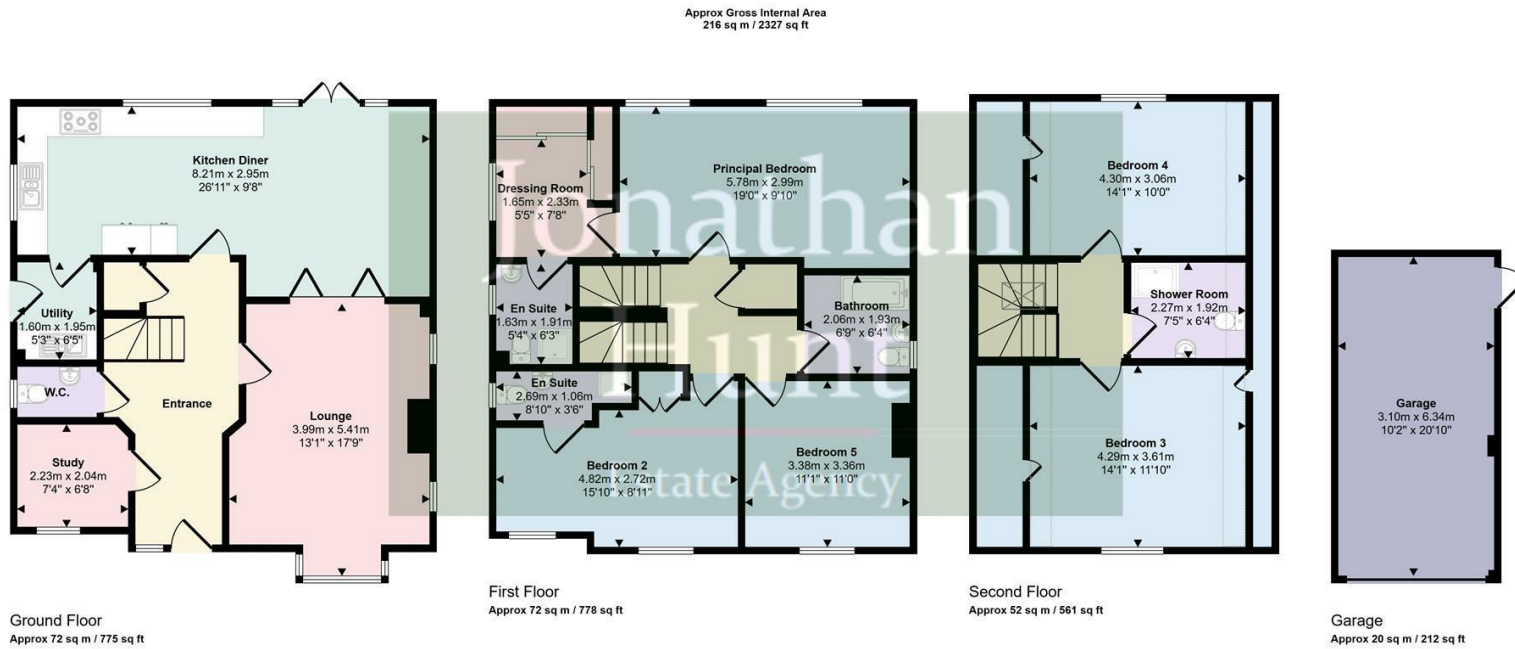 Approx Gross Internal Area
216 sq m / 2327 sq ft
Kitchen Diner
8.21m x 2.95m
26'11" x 9'8"
Utility
1.60m x 1.95m
5'3" x 6'5"
W.C.
Entrance
Study
2.23m x 2.04m
7'4" x 6'8"
Lounge
3.99m x 5.41m
13'1" x 17'9"
Ground Floor
Approx 72 sq m / 775 sq ft
Dressing Room
1.65m x 2.33m
5'5" x 7'8"
Principal Bedroom
5.78m x 2.99m
19'0" x 9'10"
En Suite
1.63m x 1.91m
5'4" x 6'3"
Bathroom
2.06m x 1.93m
6'9" x 6'4"
En Suite
2.69m x 1.06m
8'10" x 3'6"
Bedroom 2
4.82m x 2.72m
15'10" x 8'11"
Bedroom 5
3.38m x 3.36m
11'1" x 11'0"
First Floor
Approx 72 sq m / 778 sq ft
Bedroom 4
4.30m x 3.06m
14'1" x 10'0"
Shower Room
2.27m x 1.92m
7'5" x 6'4"
Bedroom 3
4.29m x 3.61m
14'1" x 11'10"
Second Floor
Approx 52 sq m / 561 sq ft
Garage
3.10m x 6.34m
10'2" x 20'10"
Garage
Approx 20 sq m / 212 sq ft
Jonathan
Hunt
Estate Agency